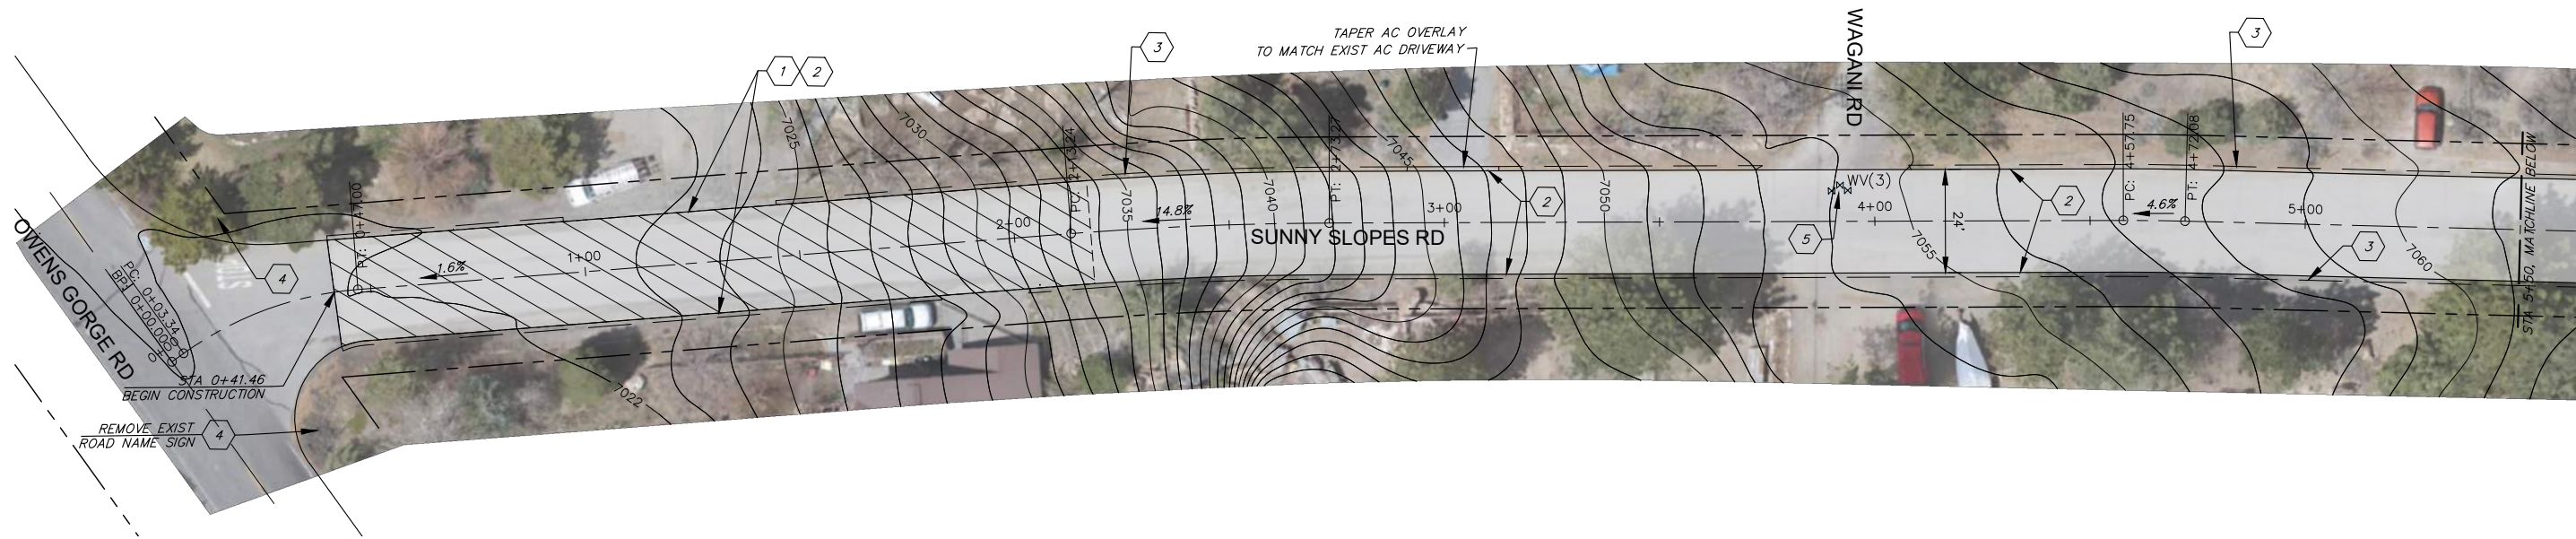 TAPER AC OVERLAY
TO MATCH EXIST AC DRIVEWAY
WAGANI RD
3
3
1 2
7025
7030
PC: 2+13.24
PT: 2+73.27
7045
PC: 4+57.75
PT: 4+72.08
PT: 0+47.00
7035
7040
7050
WV(3)
2
2
2+00
14.8%
3+00
4+00
24'
4.6%
5+00
SUNNY SLOPES RD
5
7055
3
7060
STA 5+50, MATCHLINE BELOW
OWENS GORGE RD
PC: 0+03.34
BP: 0+00.00
4
1.6%
1+00
STA 0+41.46
BEGIN CONSTRUCTION
7022
REMOVE EXIST
ROAD NAME SIGN
4